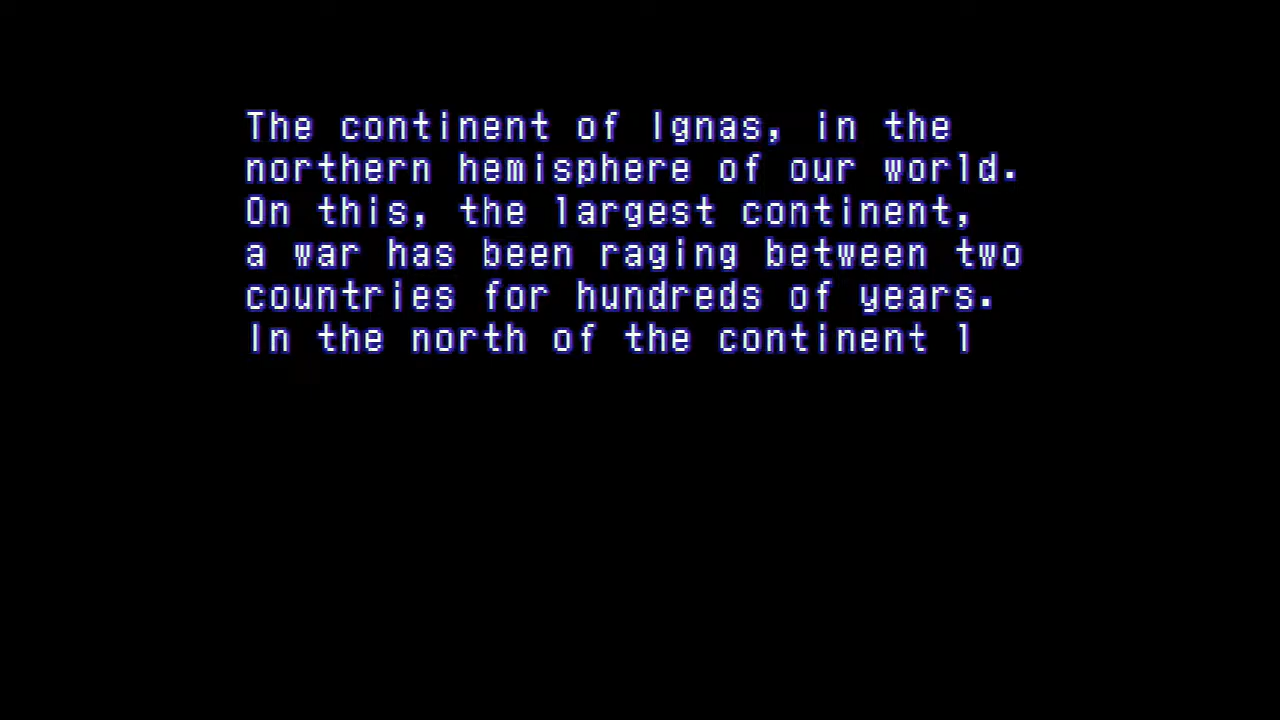 The continent of Ignas, in the
northern hemisphere of our world.
On this, the largest continent,
a war has been raging between two
countries for hundreds of years.
In the north of the continent l